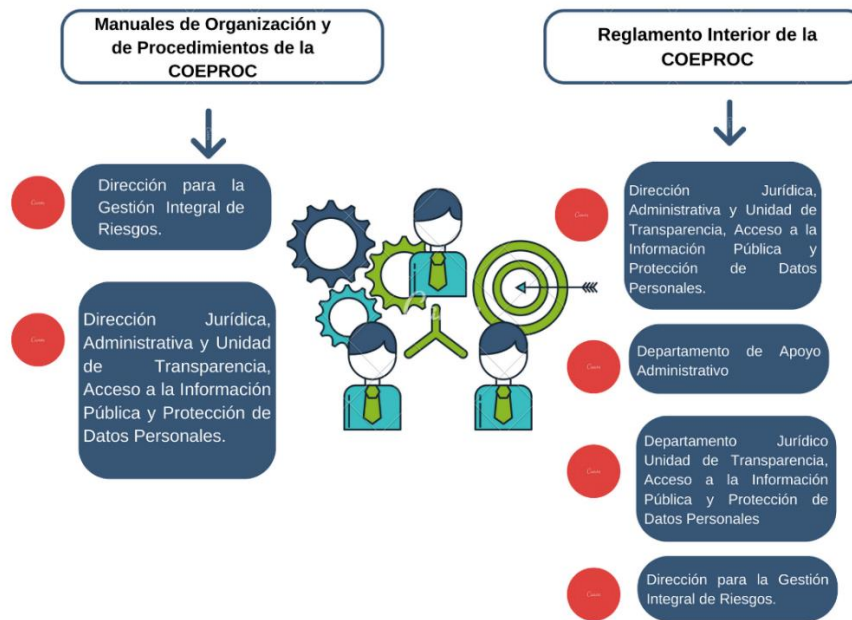 Manuales de Organización y
de Procedimientos de la
COEPROC
Dirección para la
Gestión Integral de
Riesgos.
Dirección Jurídica,
Administrativa y Unidad
de Transparencia,
Acceso a la Información
Pública y Protección de
Datos Personales.
Reglamento Interior de la
COEPROC
Dirección Jurídica,
Administrativa y Unidad de
Transparencia, Acceso a la
Información Pública y
Protección de Datos
Personales.
Departamento de Apoyo
Administrativo
Departamento Jurídico
Unidad de Transparencia,
Acceso a la Información
Pública y Protección de
Datos Personales
Dirección para la Gestión
Integral de Riesgos.